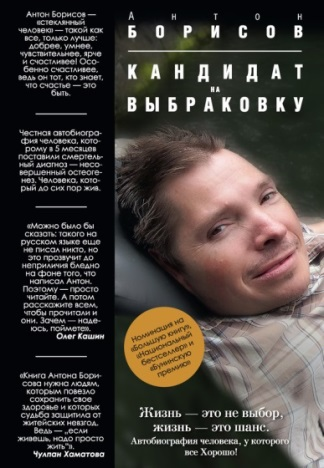 Антон Борисов —
«стеклянный
человек» — такой как
все, только лучше:
добрее, умнее,
чувствительнее, ярче
и счастливее! Осо-
бенно счастливее,
ведь он тот, кто знает,
что счастье — это
быть.
Честная автобиогра-
фия человека, кото-
рому в 5 месяцев
поставили смертель-
ный диагноз — несо-
вершенный остеоге-
нез. Человека, кото-
рый до сих пор жив.
«Можно было бы
сказать: такого на
русском языке еще
не писал никто, но
это прозвучит до
неприличия бледно
на фоне того, что
написал Антон.
Поэтому — просто
читайте. А потом
расскажете всем,
чтобы прочитали и
они. Зачем — наде-
юсь, поймете».
Олег Кашин
«Книга Антона Бори-
сова нужна людям,
которым повезло
сохранить свое
здоровье и которых
судьба защитила от
житейских невзгод.
Ведь — „если
живешь, надо просто
жить"».
Чулпан Хаматова
Антон
БОРИСОВ
КАНДИДАТ
НА
ВЫБРАКОВКУ
Номинация на
«Большую книгу»,
«Национальный
бестселлер» и
«Бунинскую
премию»
Жизнь — это не выбор,
жизнь — это шанс.
Автобиография человека, у которого
все Хорошо!